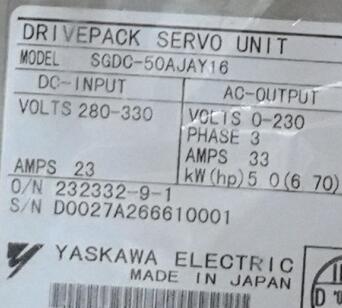 DRIVEPACK SERVO UNIT
MODEL SGDC-50AJAY16
DC-INPUT AC-OUTPUT
VOLTS 280-330 VOLTS 0-230
PHASE 3
AMPS 33
AMPS 23 kW(hp) 5 0(6 70)
O/N 232332-9-1
S/N D0027A266610001
YASKAWA ELECTRIC
MADE IN JAPAN